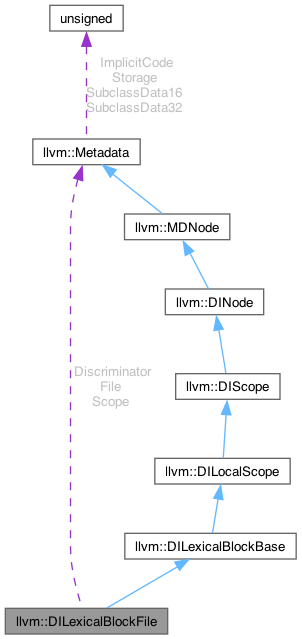 unsigned
ImplicitCode
Storage
SubclassData16
SubclassData32
llvm::Metadata
llvm::MDNode
llvm::DINode
Discriminator
File
Scope
llvm::DIScope
llvm::DILocalScope
llvm::DILexicalBlockBase
llvm::DILexicalBlockFile